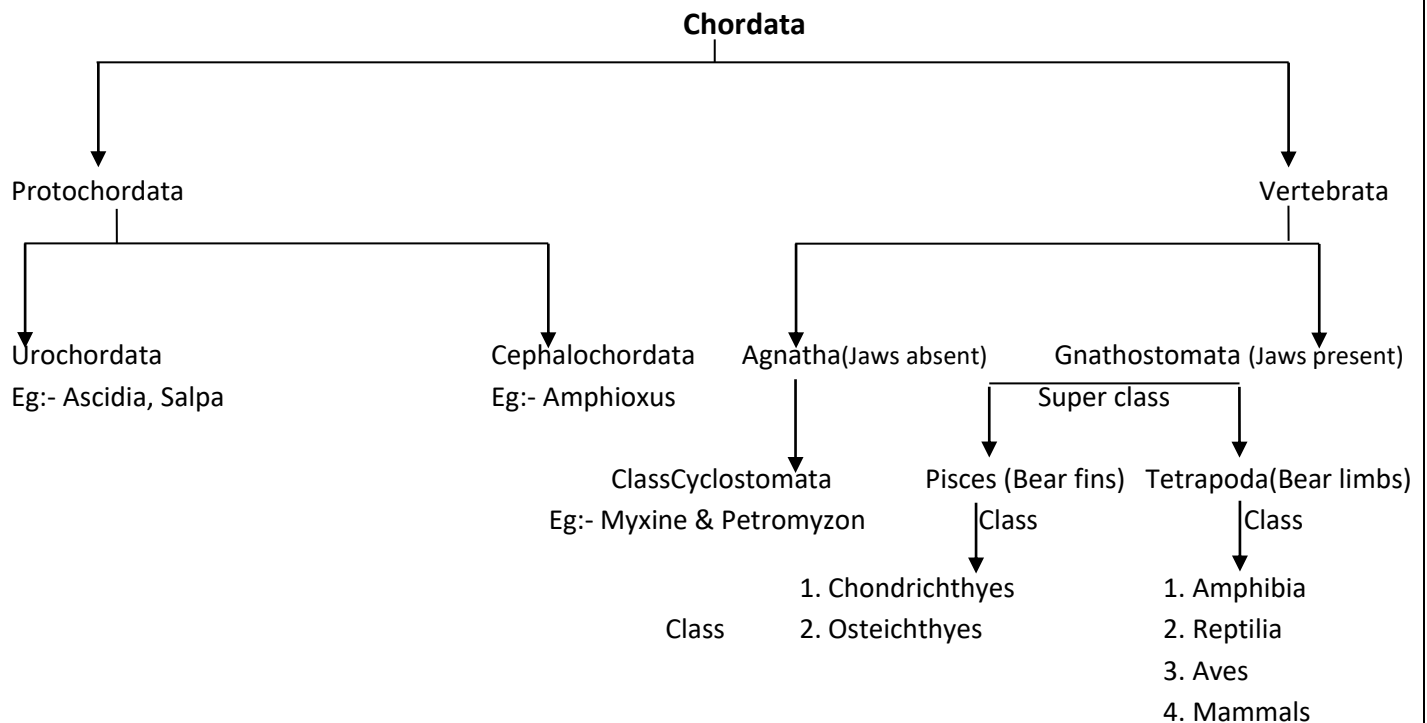 Chordata
Protochordata Vertebrata
Urochordata Cephalochordata Agnatha(Jaws absent) Gnathostomata (Jaws present)
Eg:- Ascidia, Salpa Eg:- Amphioxus Super class
ClassCyclostomata Pisces (Bear fins) Tetrapoda(Bear limbs)
Eg:- Myxine & Petromyzon Class Class
1. Chondrichthyes 1. Amphibia
Class 2. Osteichthyes 2. Reptilia
3. Aves
4. Mammals